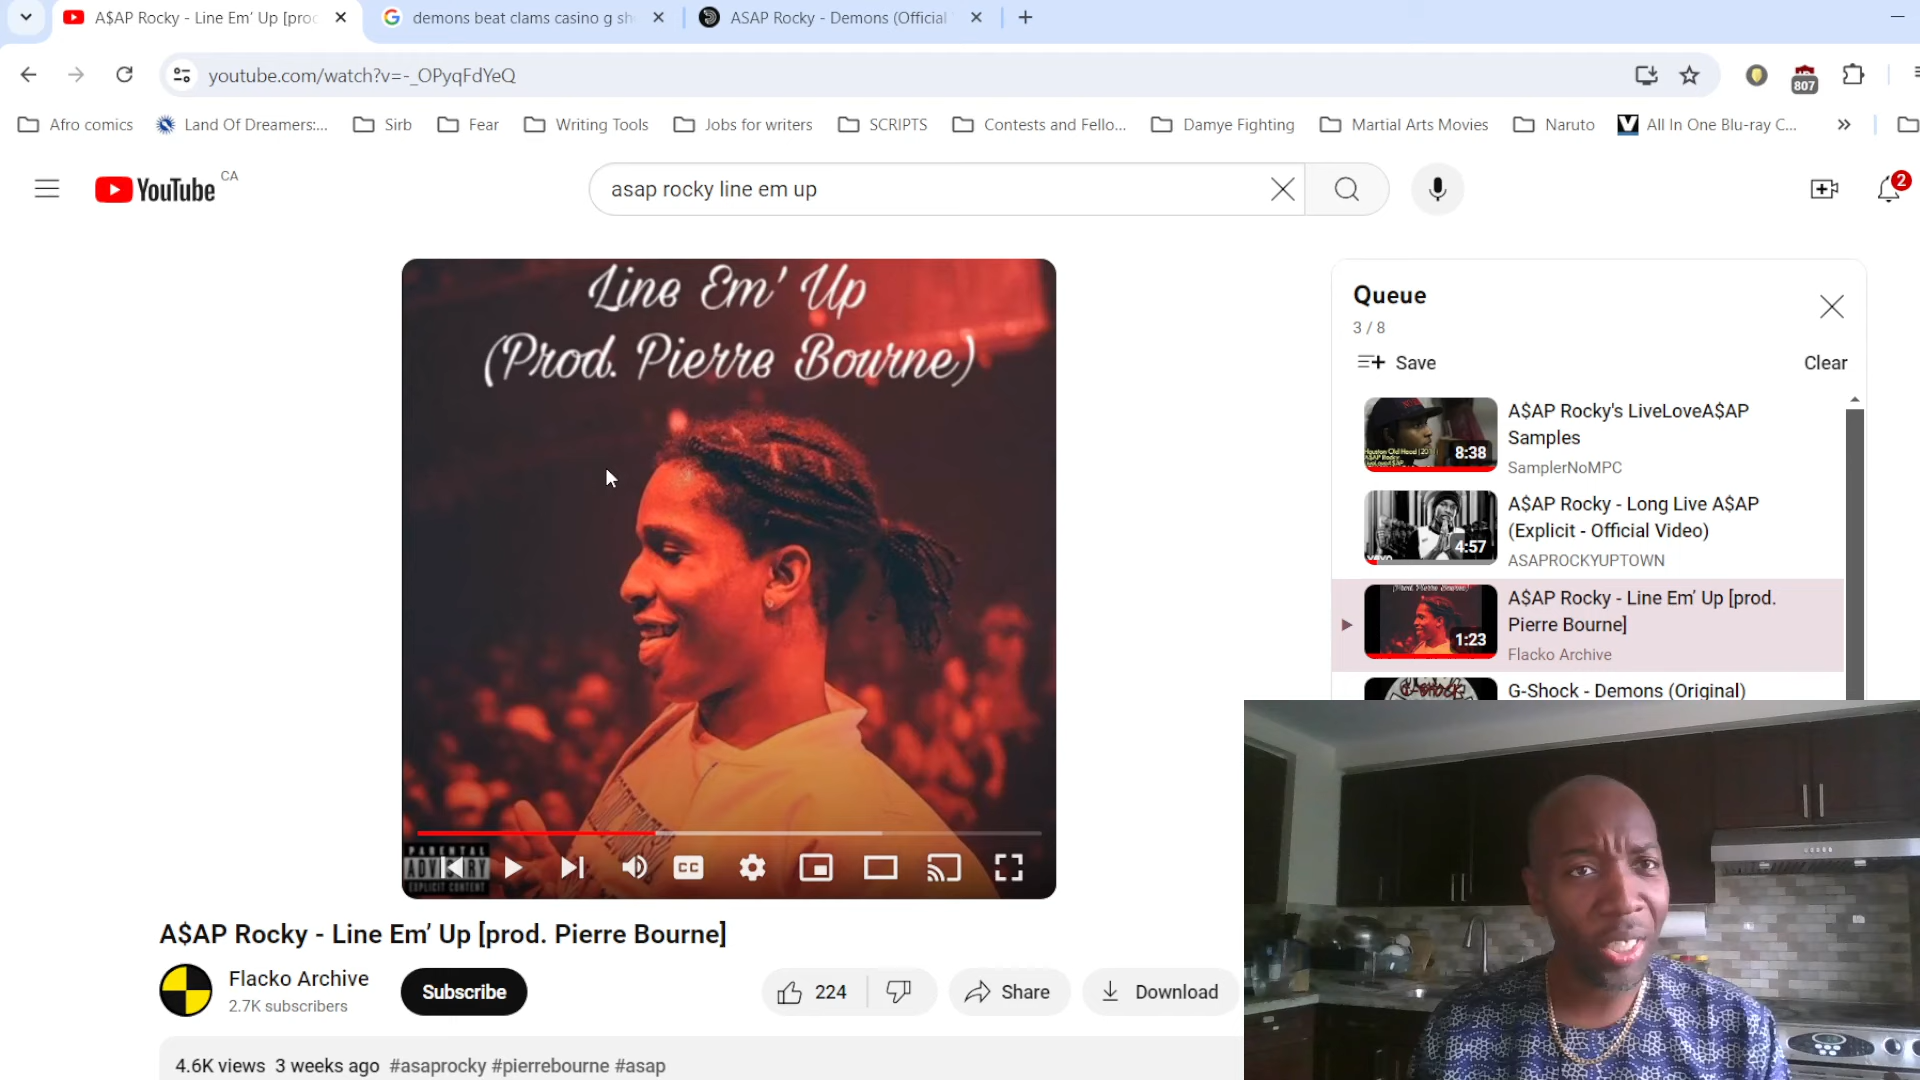 A$AP Rocky - Line Em’ Up [proc
demons beat clams casino g sh
ASAP Rocky - Demons (Official
youtube.com/watch?v=-_OPyqFdYeQ
807
Afro comics
Land Of Dreamers:...
Sirb
Fear
Writing Tools
Jobs for writers
SCRIPTS
Contests and Fello...
Damye Fighting
Martial Arts Movies
Naruto
All In One Blu-ray C...
YouTube CA
asap rocky line em up
2
Line Em' Up
(Prod. Pierre Bourne)
PARENTAL
ADVISORY
EXPLICIT CONTENT
CC
Queue
3 / 8
Save
Clear
8:38
A$AP Rocky's LiveLoveA$AP
Samples
SamplerNoMPC
4:57
A$AP Rocky - Long Live A$AP
(Explicit - Official Video)
ASAPROCKYUPTOWN
(Prod. Pierre Bourne)
1:23
A$AP Rocky - Line Em’ Up [prod.
Pierre Bourne]
Flacko Archive
G-SHOCK
G-Shock - Demons (Original)
A$AP Rocky - Line Em’ Up [prod. Pierre Bourne]
Flacko Archive
2.7K subscribers
Subscribe
224
Share
Download
4.6K views 3 weeks ago #asaprocky #pierrebourne #asap